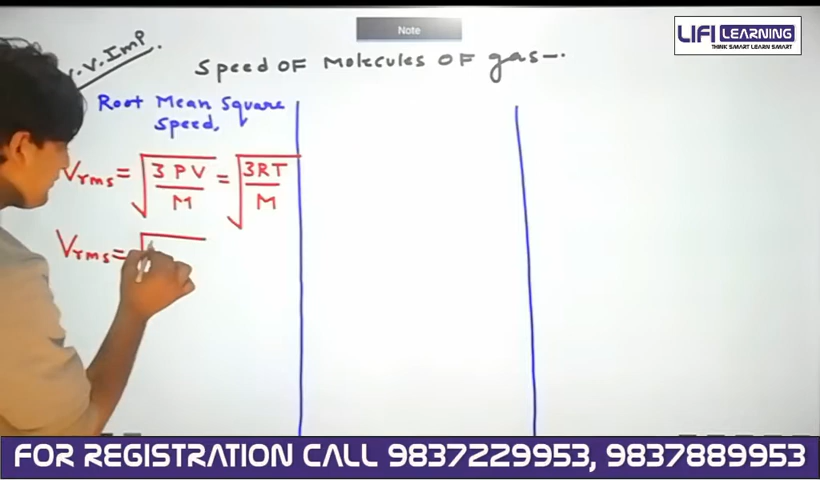 Note
LIFI LEARNING
THINK SMART LEARN SMART
V.V.Imp.
Speed OF Molecules OF gas—.
Root Mean Square
Speed,
Vrms = √(3PV/M) = √(3RT/M)
Vrms = √
FOR REGISTRATION CALL 9837229953, 9837889953